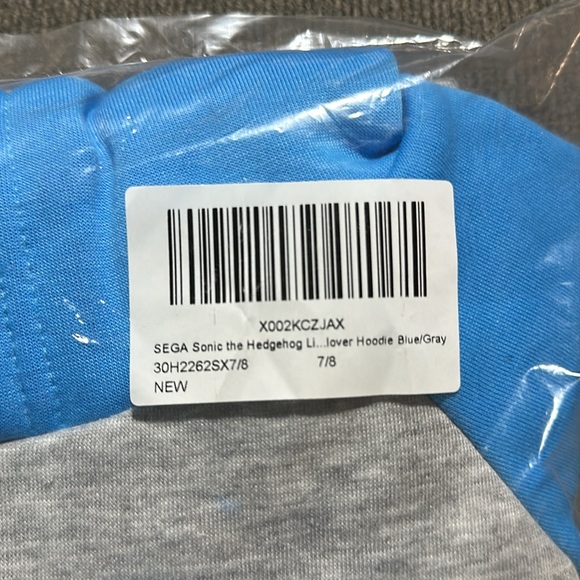 X002KCZJAX
SEGA Sonic the Hedgehog Li...lover Hoodie Blue/Gray
30H2262SX7/8 7/8
NEW